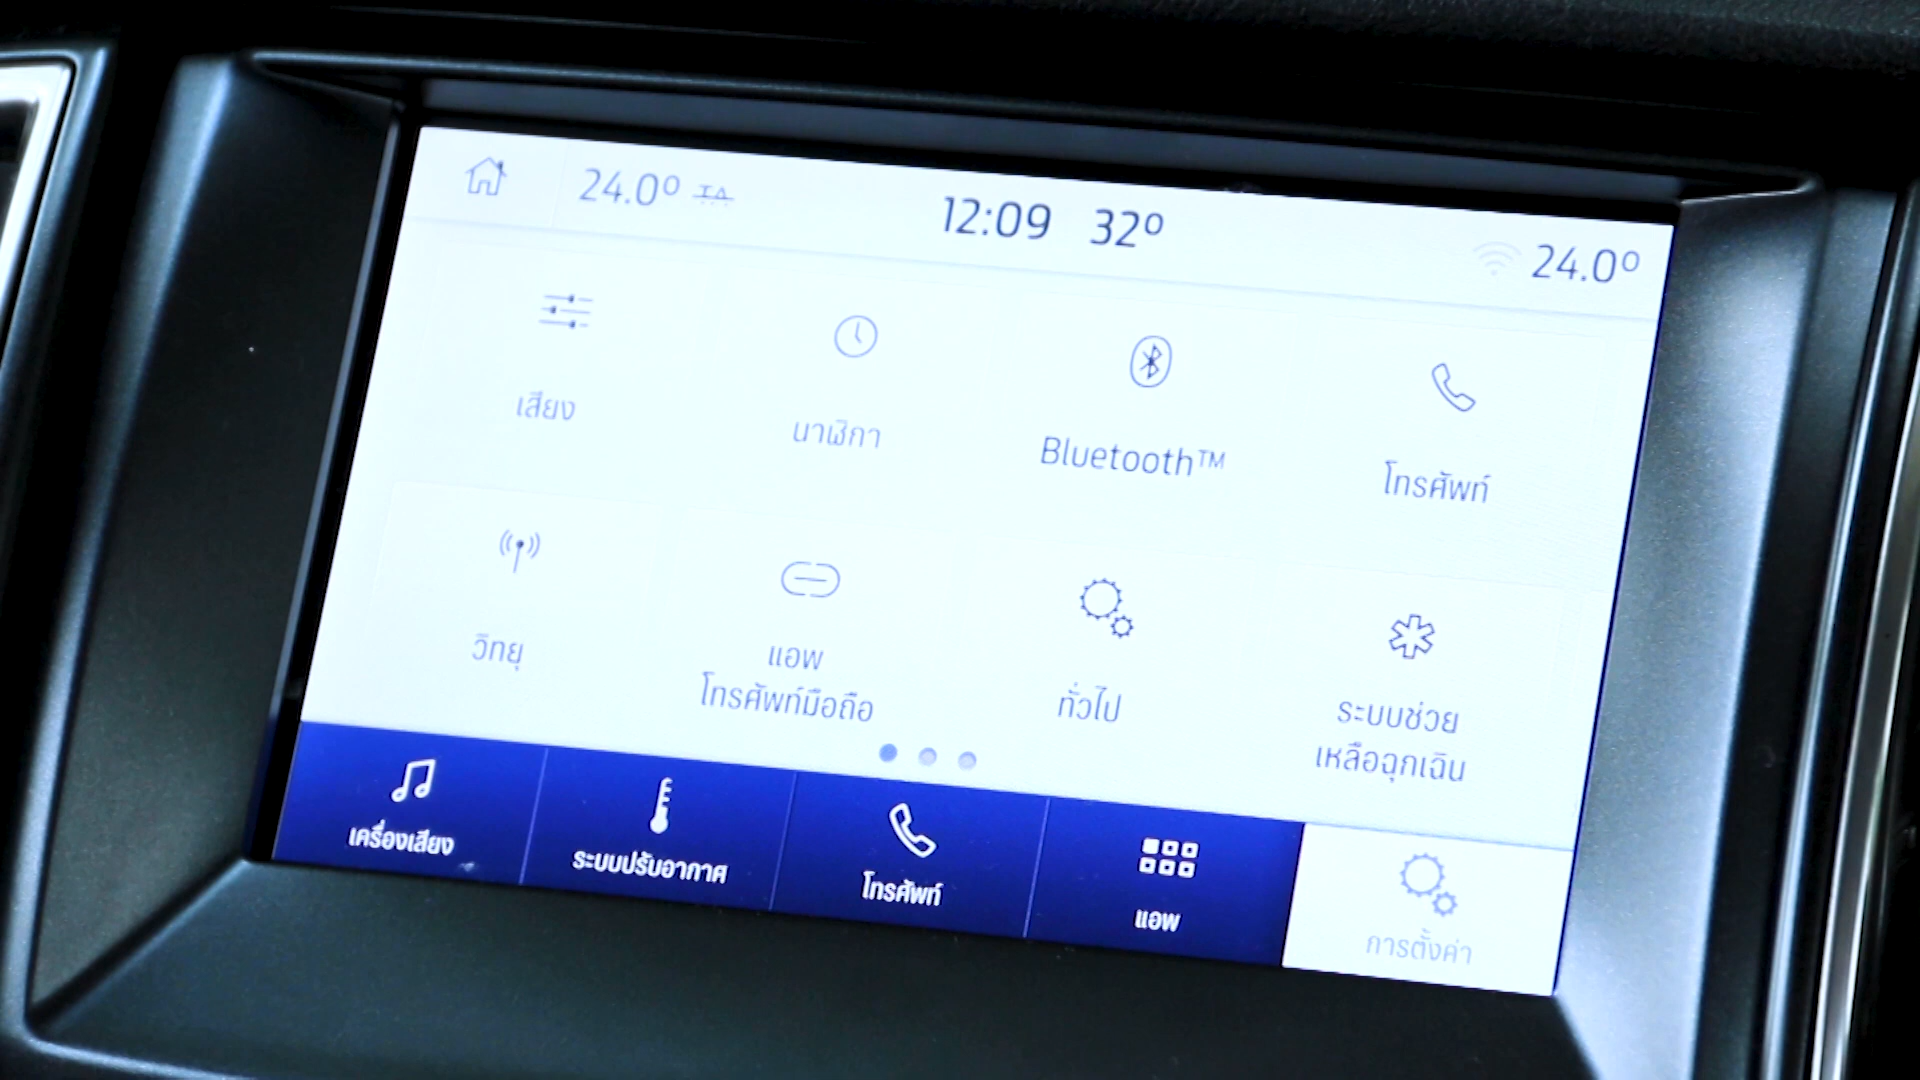 24.0° 12:09 32° 24.0°
เสียง นาฬิกา Bluetooth™ โทรศัพท์
วิทยุ แอพ ทั่วไป ระบบช่วย
โทรศัพท์มือถือ เหลือฉุกเฉิน
เครื่องเสียง ระบบปรับอากาศ โทรศัพท์ แอพ การตั้งค่า